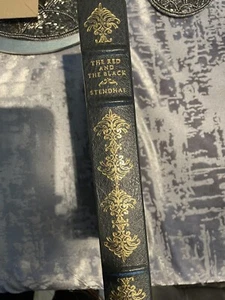 THE RED
AND
THE BLACK
STENDHAL